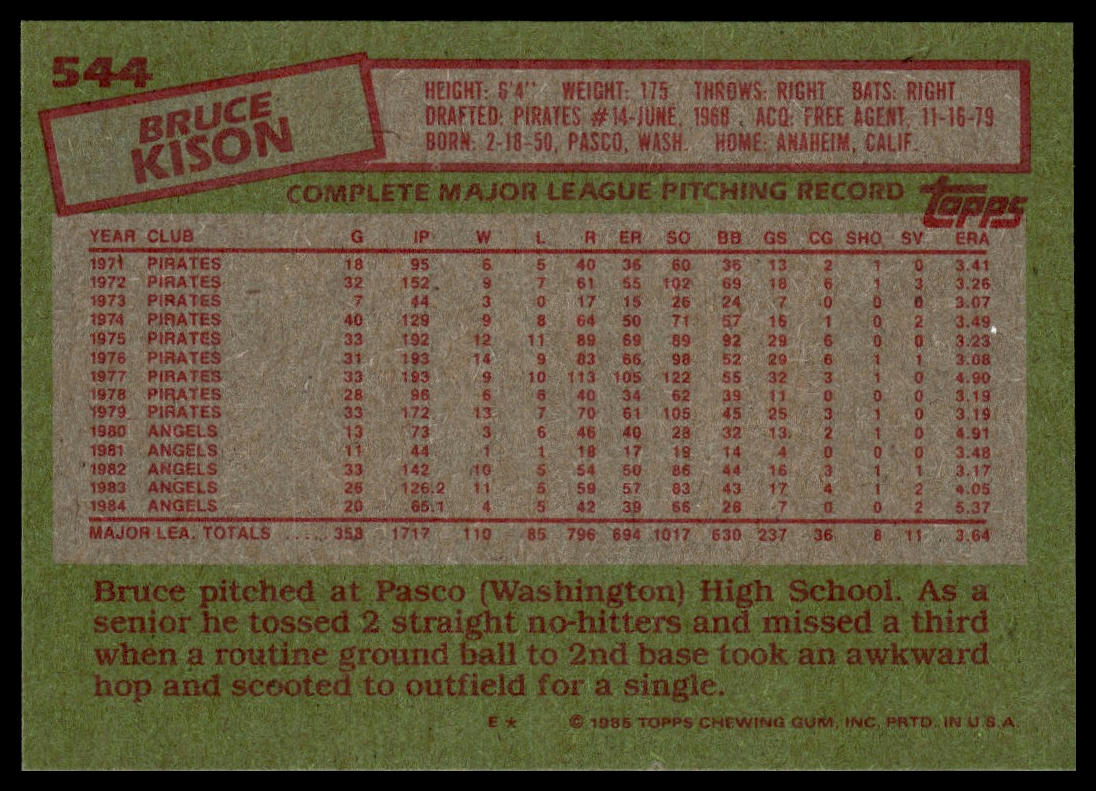 544
BRUCE
KISON
HEIGHT: 6'4" WEIGHT: 175 THROWS: RIGHT BATS: RIGHT
DRAFTED: PIRATES #14-JUNE, 1968. ACQ: FREE AGENT, 11-16-79
BORN: 2-18-50, PASCO, WASH. HOME: ANAHEIM, CALIF.
COMPLETE MAJOR LEAGUE PITCHING RECORD
Topps
YEAR CLUB G IP W L R ER SO BB GS CG SHO SV ERA
1971 PIRATES 18 95 6 5 40 36 60 36 13 2 1 0 3.41
1972 PIRATES 32 152 9 7 61 55 102 69 18 6 1 3 3.26
1973 PIRATES 7 44 3 0 17 15 26 24 7 0 0 0 3.07
1974 PIRATES 40 129 9 8 64 50 71 57 16 1 0 2 3.49
1975 PIRATES 33 192 12 11 89 69 89 92 29 6 0 0 3.23
1976 PIRATES 31 193 14 9 83 66 98 52 29 6 1 1 3.08
1977 PIRATES 33 193 9 10 113 105 122 55 32 3 1 0 4.90
1978 PIRATES 28 96 6 6 40 34 62 39 11 0 0 0 3.19
1979 PIRATES 33 172 13 7 70 61 105 45 25 3 1 0 3.19
1980 ANGELS 13 73 3 6 46 40 28 32 13 2 1 0 4.91
1981 ANGELS 11 44 1 1 18 17 19 14 4 0 0 0 3.48
1982 ANGELS 33 142 10 5 54 50 86 44 16 3 1 1 3.17
1983 ANGELS 26 126.2 11 5 59 57 83 43 17 4 1 2 4.05
1984 ANGELS 20 65.1 4 5 42 39 66 28 7 0 0 2 5.37
MAJOR LEA. TOTALS .... 358 1717 110 85 796 694 1017 630 237 36 8 11 3.64
Bruce pitched at Pasco (Washington) High School. As a
senior he tossed 2 straight no-hitters and missed a third
when a routine ground ball to 2nd base took an awkward
hop and scooted to outfield for a single.
E* © 1985 TOPPS CHEWING GUM, INC. PRTD. IN U.S.A.